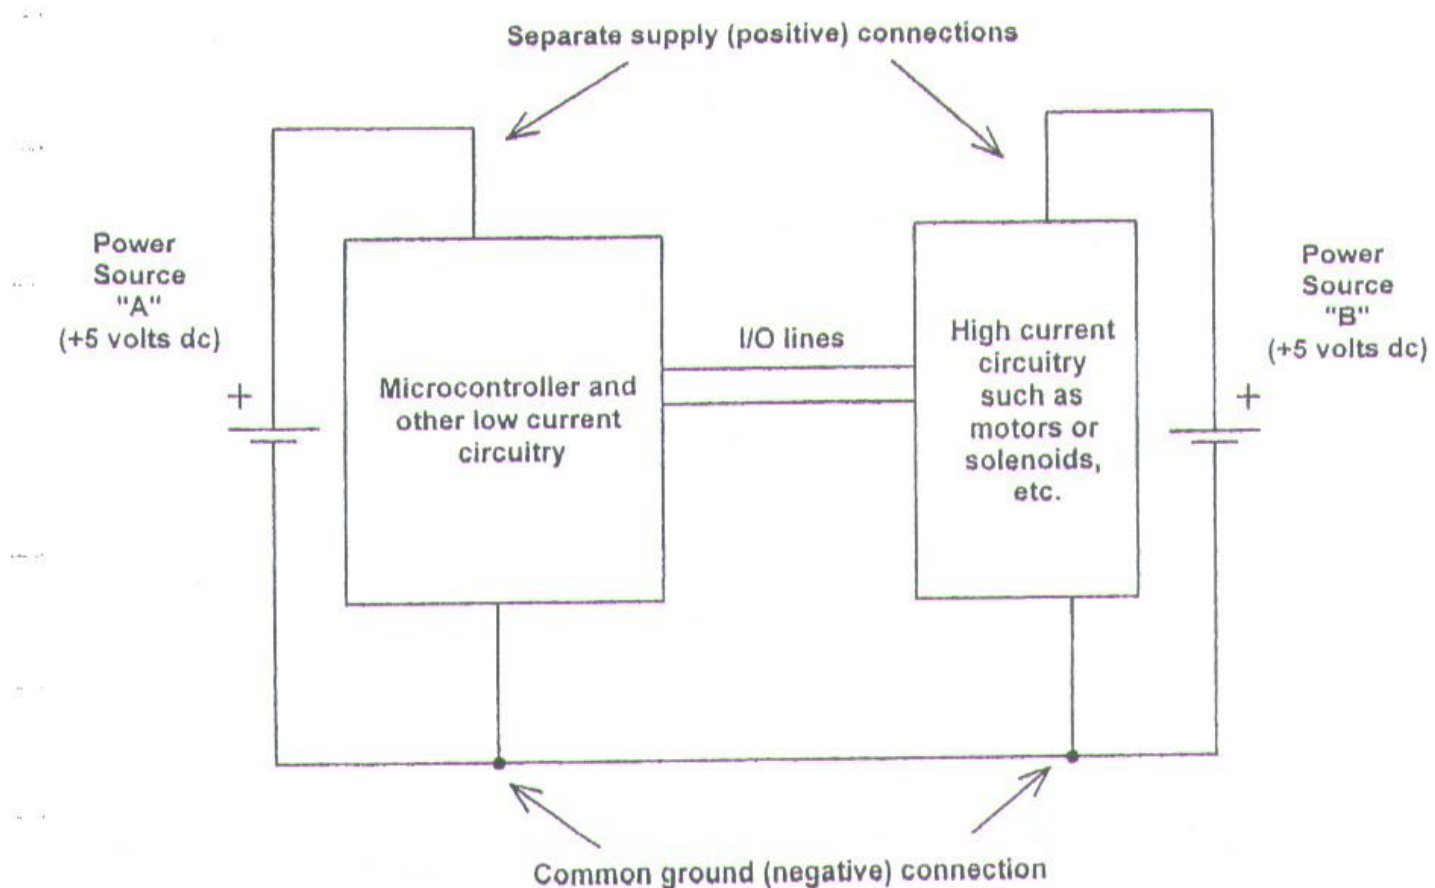 Separate supply (positive) connections
Power
Source
"A"
(+5 volts dc)
+
Microcontroller and
other low current
circuitry
I/O lines
High current
circuitry
such as
motors or
solenoids,
etc.
Power
Source
"B"
(+5 volts dc)
+
Common ground (negative) connection